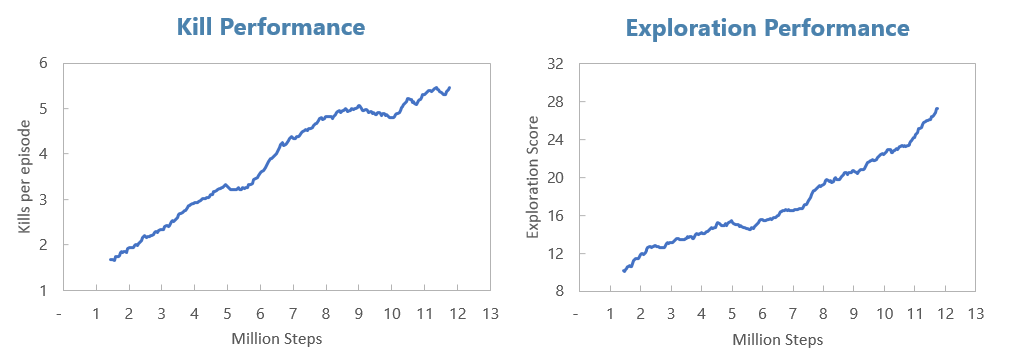 Kill Performance
6
5
4
3
2
1
Kills per episode
- 1 2 3 4 5 6 7 8 9 10 11 12 13
Million Steps
Exploration Performance
32
28
24
20
16
12
8
Exploration Score
- 1 2 3 4 5 6 7 8 9 10 11 12 13
Million Steps